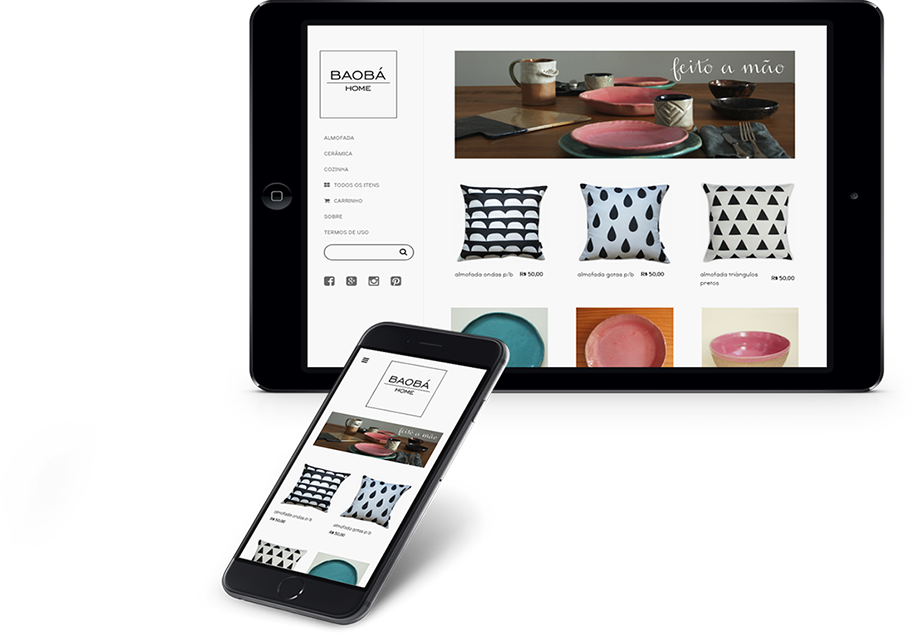 BAOBÁ
HOME
ALMOFADA
CERÂMICA
COZINHA
TODOS OS ITENS
CARRINHO
SOBRE
TERMOS DE USO
feito a mão
almofada ondas p/b R$ 50,00
almofada gotas p/b R$ 50,00
almofada triângulos
pretos R$ 50,00
BAOBÁ
HOME
feito a mão
almofada ondas p/b
R$ 50,00
almofada gotas p/b
R$ 50,00